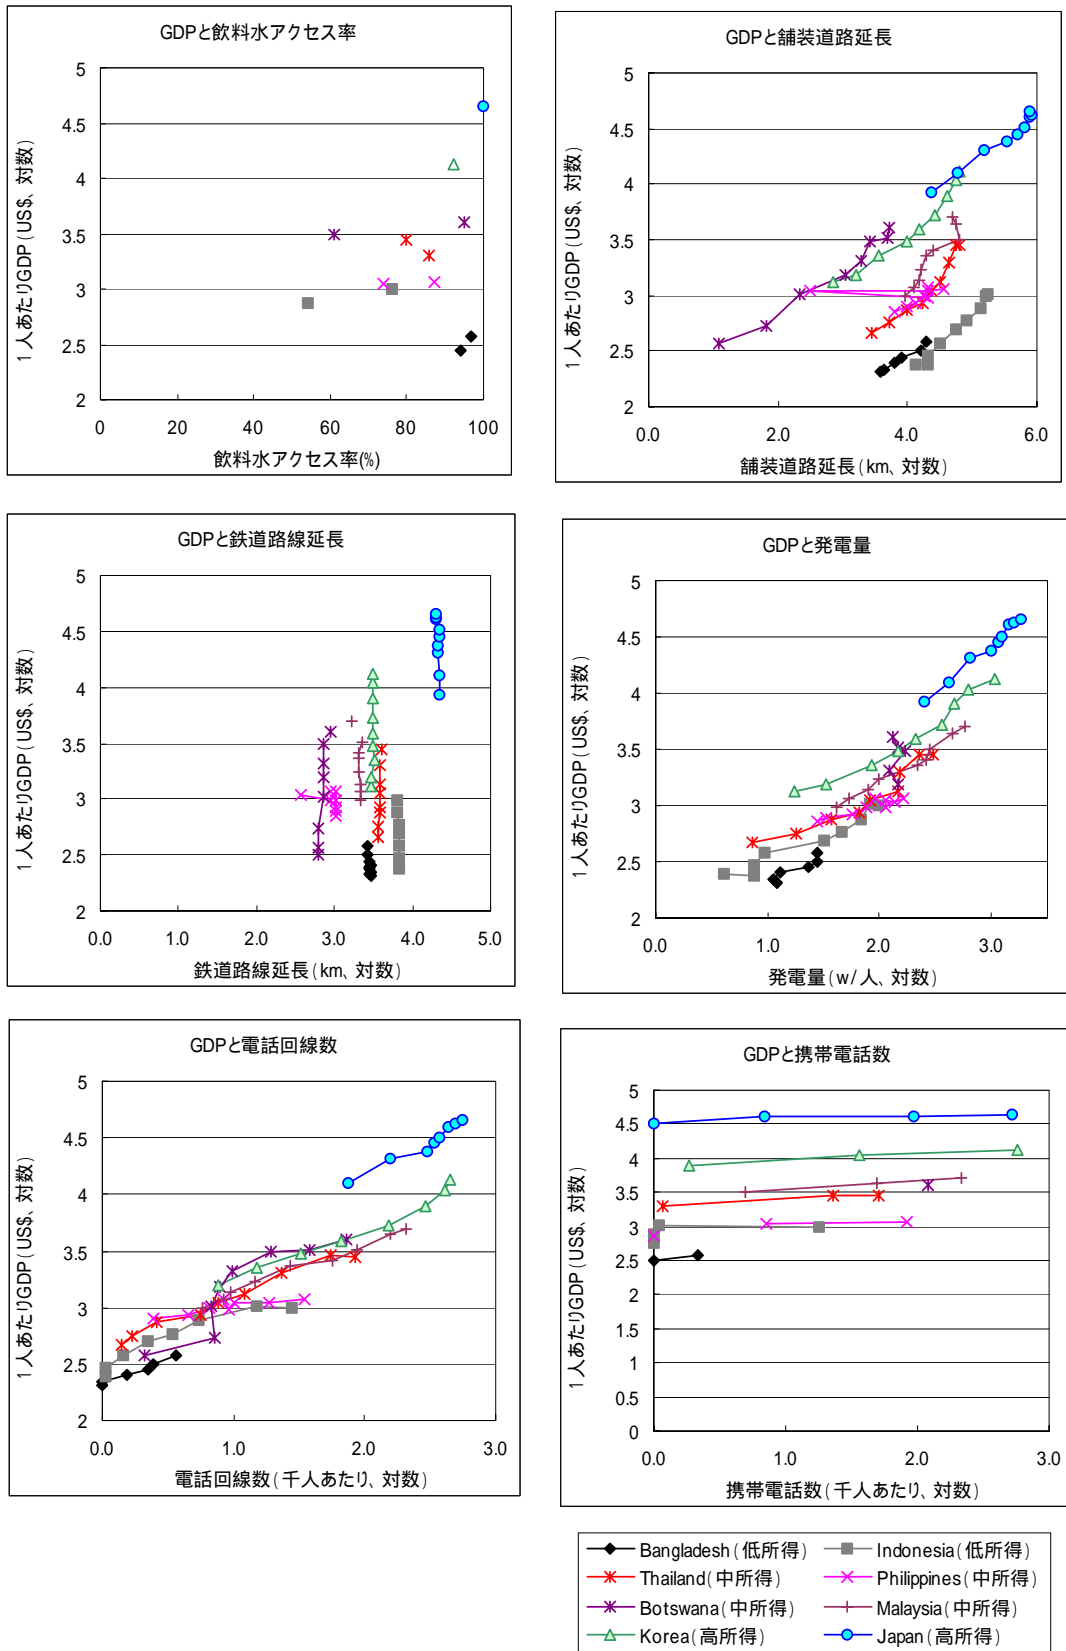 GDPと飲料水アクセス率
1人あたりGDP(US$、対数)
5
4.5
4
3.5
3
2.5
2
0 20 40 60 80 100
飲料水アクセス率(%)
GDPと舗装道路延長
1人あたりGDP(US$、対数)
5
4.5
4
3.5
3
2.5
2
0.0 2.0 4.0 6.0
舗装道路延長(km、対数)
GDPと鉄道路線延長
1人あたりGDP(US$、対数)
5
4.5
4
3.5
3
2.5
2
0.0 1.0 2.0 3.0 4.0 5.0
鉄道路線延長(km、対数)
GDPと発電量
1人あたりGDP(US$、対数)
5
4.5
4
3.5
3
2.5
2
0.0 1.0 2.0 3.0
発電量(w/人、対数)
GDPと電話回線数
1人あたりGDP(US$、対数)
5
4.5
4
3.5
3
2.5
2
0.0 1.0 2.0 3.0
電話回線数(千人あたり、対数)
GDPと携帯電話数
1人あたりGDP(US$、対数)
5
4.5
4
3.5
3
2.5
2
1.5
1
0.5
0
0.0 1.0 2.0 3.0
携帯電話数(千人あたり、対数)
Bangladesh(低所得) Indonesia(低所得)
Thailand(中所得) Philippines(中所得)
Botswana(中所得) Malaysia(中所得)
Korea(高所得) Japan(高所得)